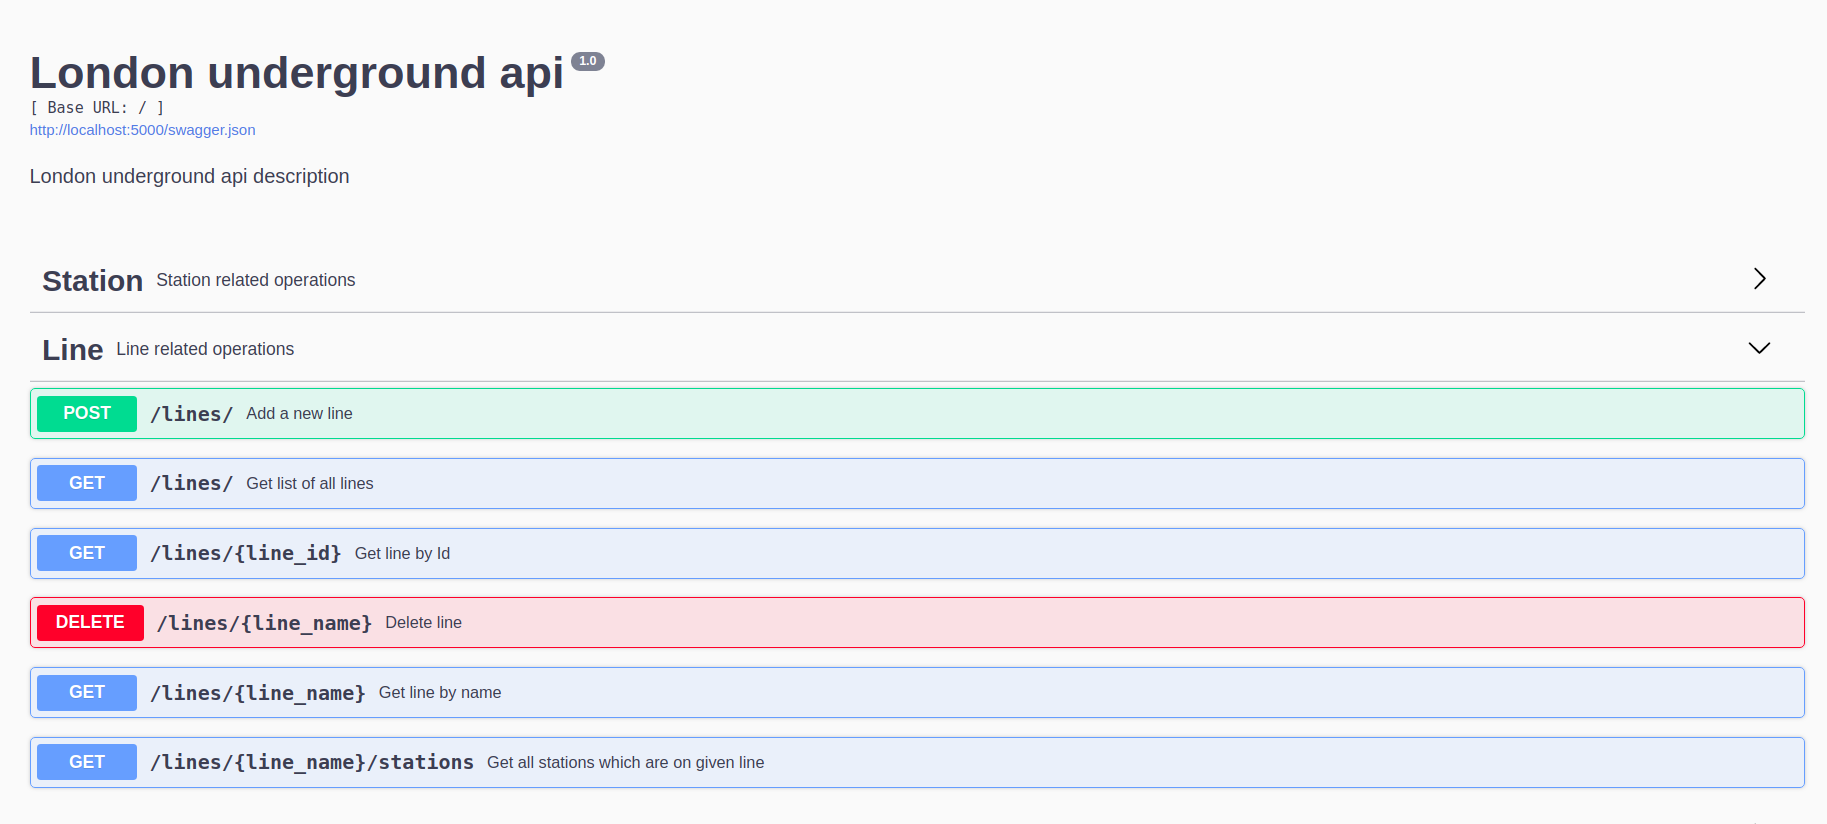 London underground api 1.0
[ Base URL: / ]
http://localhost:5000/swagger.json
London underground api description
Station Station related operations
Line Line related operations
POST /lines/ Add a new line
GET /lines/ Get list of all lines
GET /lines/{line_id} Get line by Id
DELETE /lines/{line_name} Delete line
GET /lines/{line_name} Get line by name
GET /lines/{line_name}/stations Get all stations which are on given line